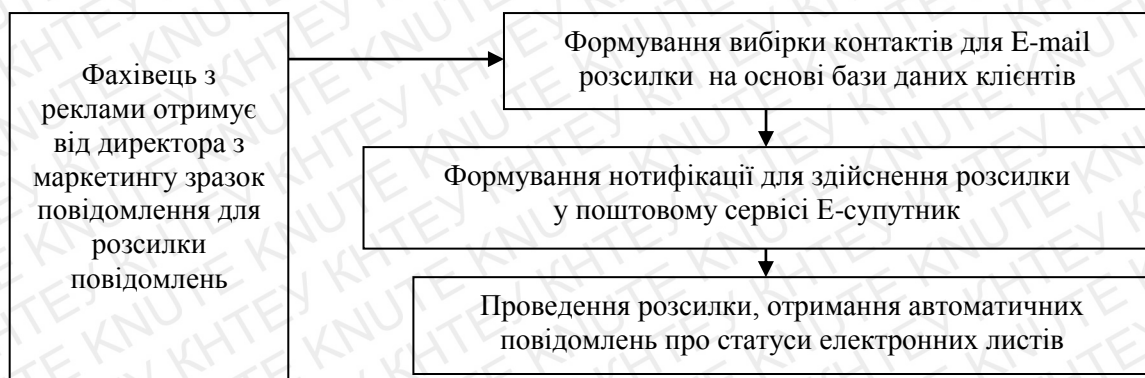 Фахівець з
реклами отримує
від директора з
маркетингу зразок
повідомлення для
розсилки
повідомлень
Формування вибірки контактів для E-mail
розсилки на основі бази даних клієнтів
Формування нотифікації для здійснення розсилки
у поштовому сервісі Е-супутник
Проведення розсилки, отримання автоматичних
повідомлень про статуси електронних листів